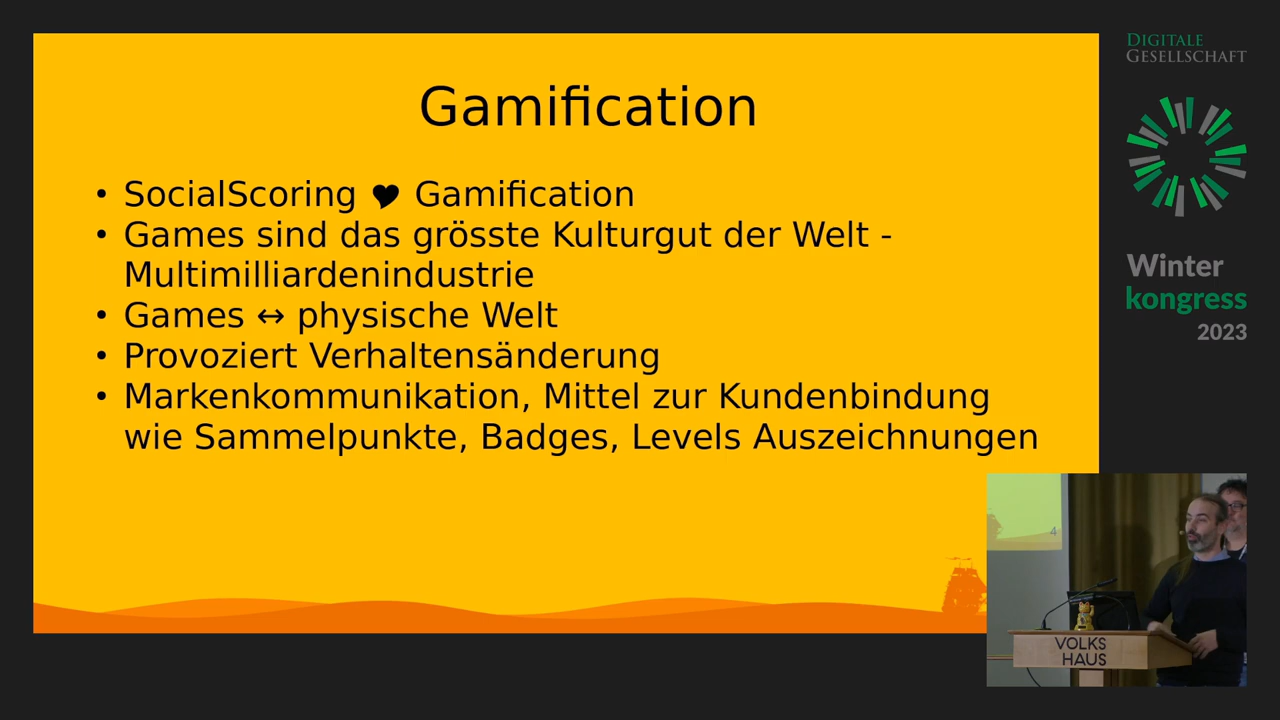 Gamification
• SocialScoring ♥ Gamification
• Games sind das grösste Kulturgut der Welt -
Multimilliardenindustrie
• Games ↔ physische Welt
• Provoziert Verhaltensänderung
• Markenkommunikation, Mittel zur Kundenbindung
wie Sammelpunkte, Badges, Levels Auszeichnungen
DIGITALE
GESELLSCHAFT
Winter
kongress
2023
4
VOLKS
HAUS